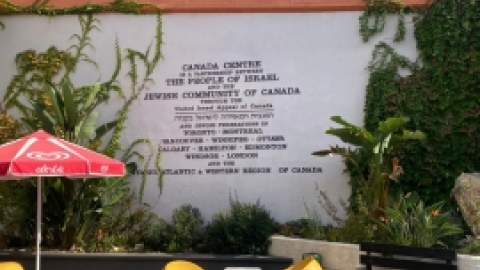 CANADA CENTRE
IS A PARTNERSHIP BETWEEN
THE PEOPLE OF ISRAEL
AND THE
JEWISH COMMUNITY OF CANADA
THROUGH THE
United Israel Appeal of Canada
AND JEWISH FEDERATIONS IN
TORONTO · MONTREAL
VANCOUVER · WINNIPEG · OTTAWA
CALGARY · HAMILTON · EDMONTON
WINDSOR · LONDON
AND THE
ATLANTIC & WESTERN REGION OF CANADA